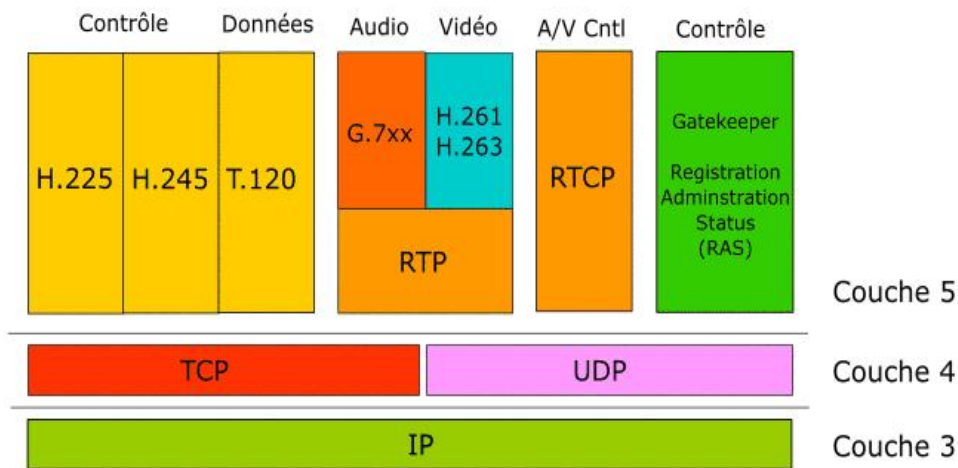 Contrôle Données Audio Vidéo A/V Cntl Contrôle
H.225 H.245 T.120
G.7xx
H.261
H.263
RTP
RTCP
Gatekeeper
Registration
Adminstration
Status
(RAS)
Couche 5
TCP UDP Couche 4
IP Couche 3